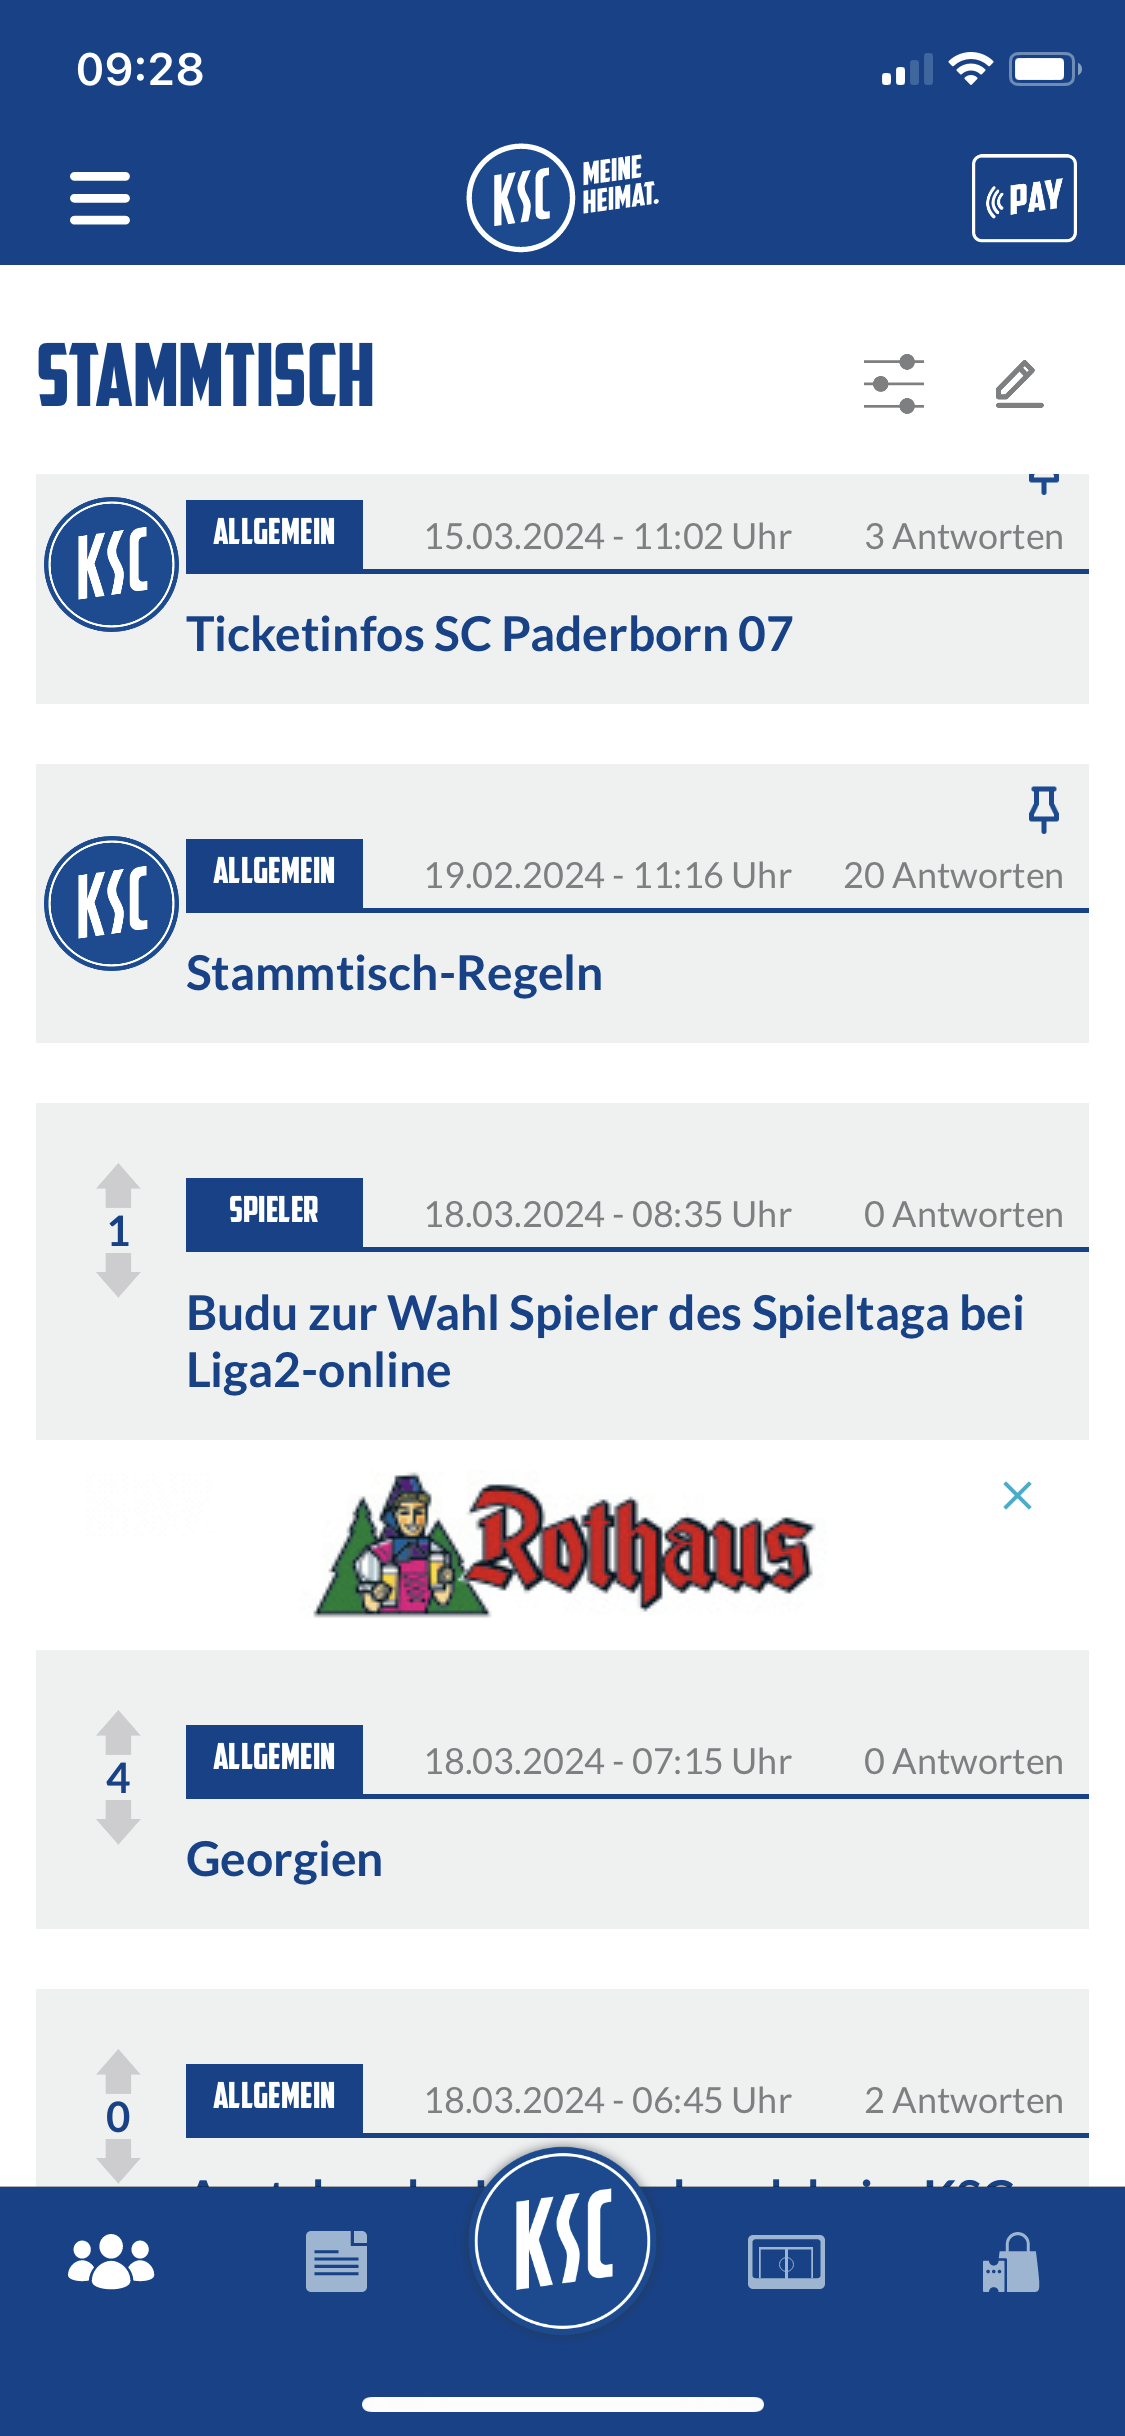 09:28
KSC MEINE
HEIMAT.
PAY
STAMMTISCH
KSC
ALLGEMEIN 15.03.2024 - 11:02 Uhr 3 Antworten
Ticketinfos SC Paderborn 07
KSC
ALLGEMEIN 19.02.2024 - 11:16 Uhr 20 Antworten
Stammtisch-Regeln
1
SPIELER 18.03.2024 - 08:35 Uhr 0 Antworten
Budu zur Wahl Spieler des Spieltaga bei
Liga2-online
Rothaus
4
ALLGEMEIN 18.03.2024 - 07:15 Uhr 0 Antworten
Georgien
0
ALLGEMEIN 18.03.2024 - 06:45 Uhr 2 Antworten
KSC
KSC